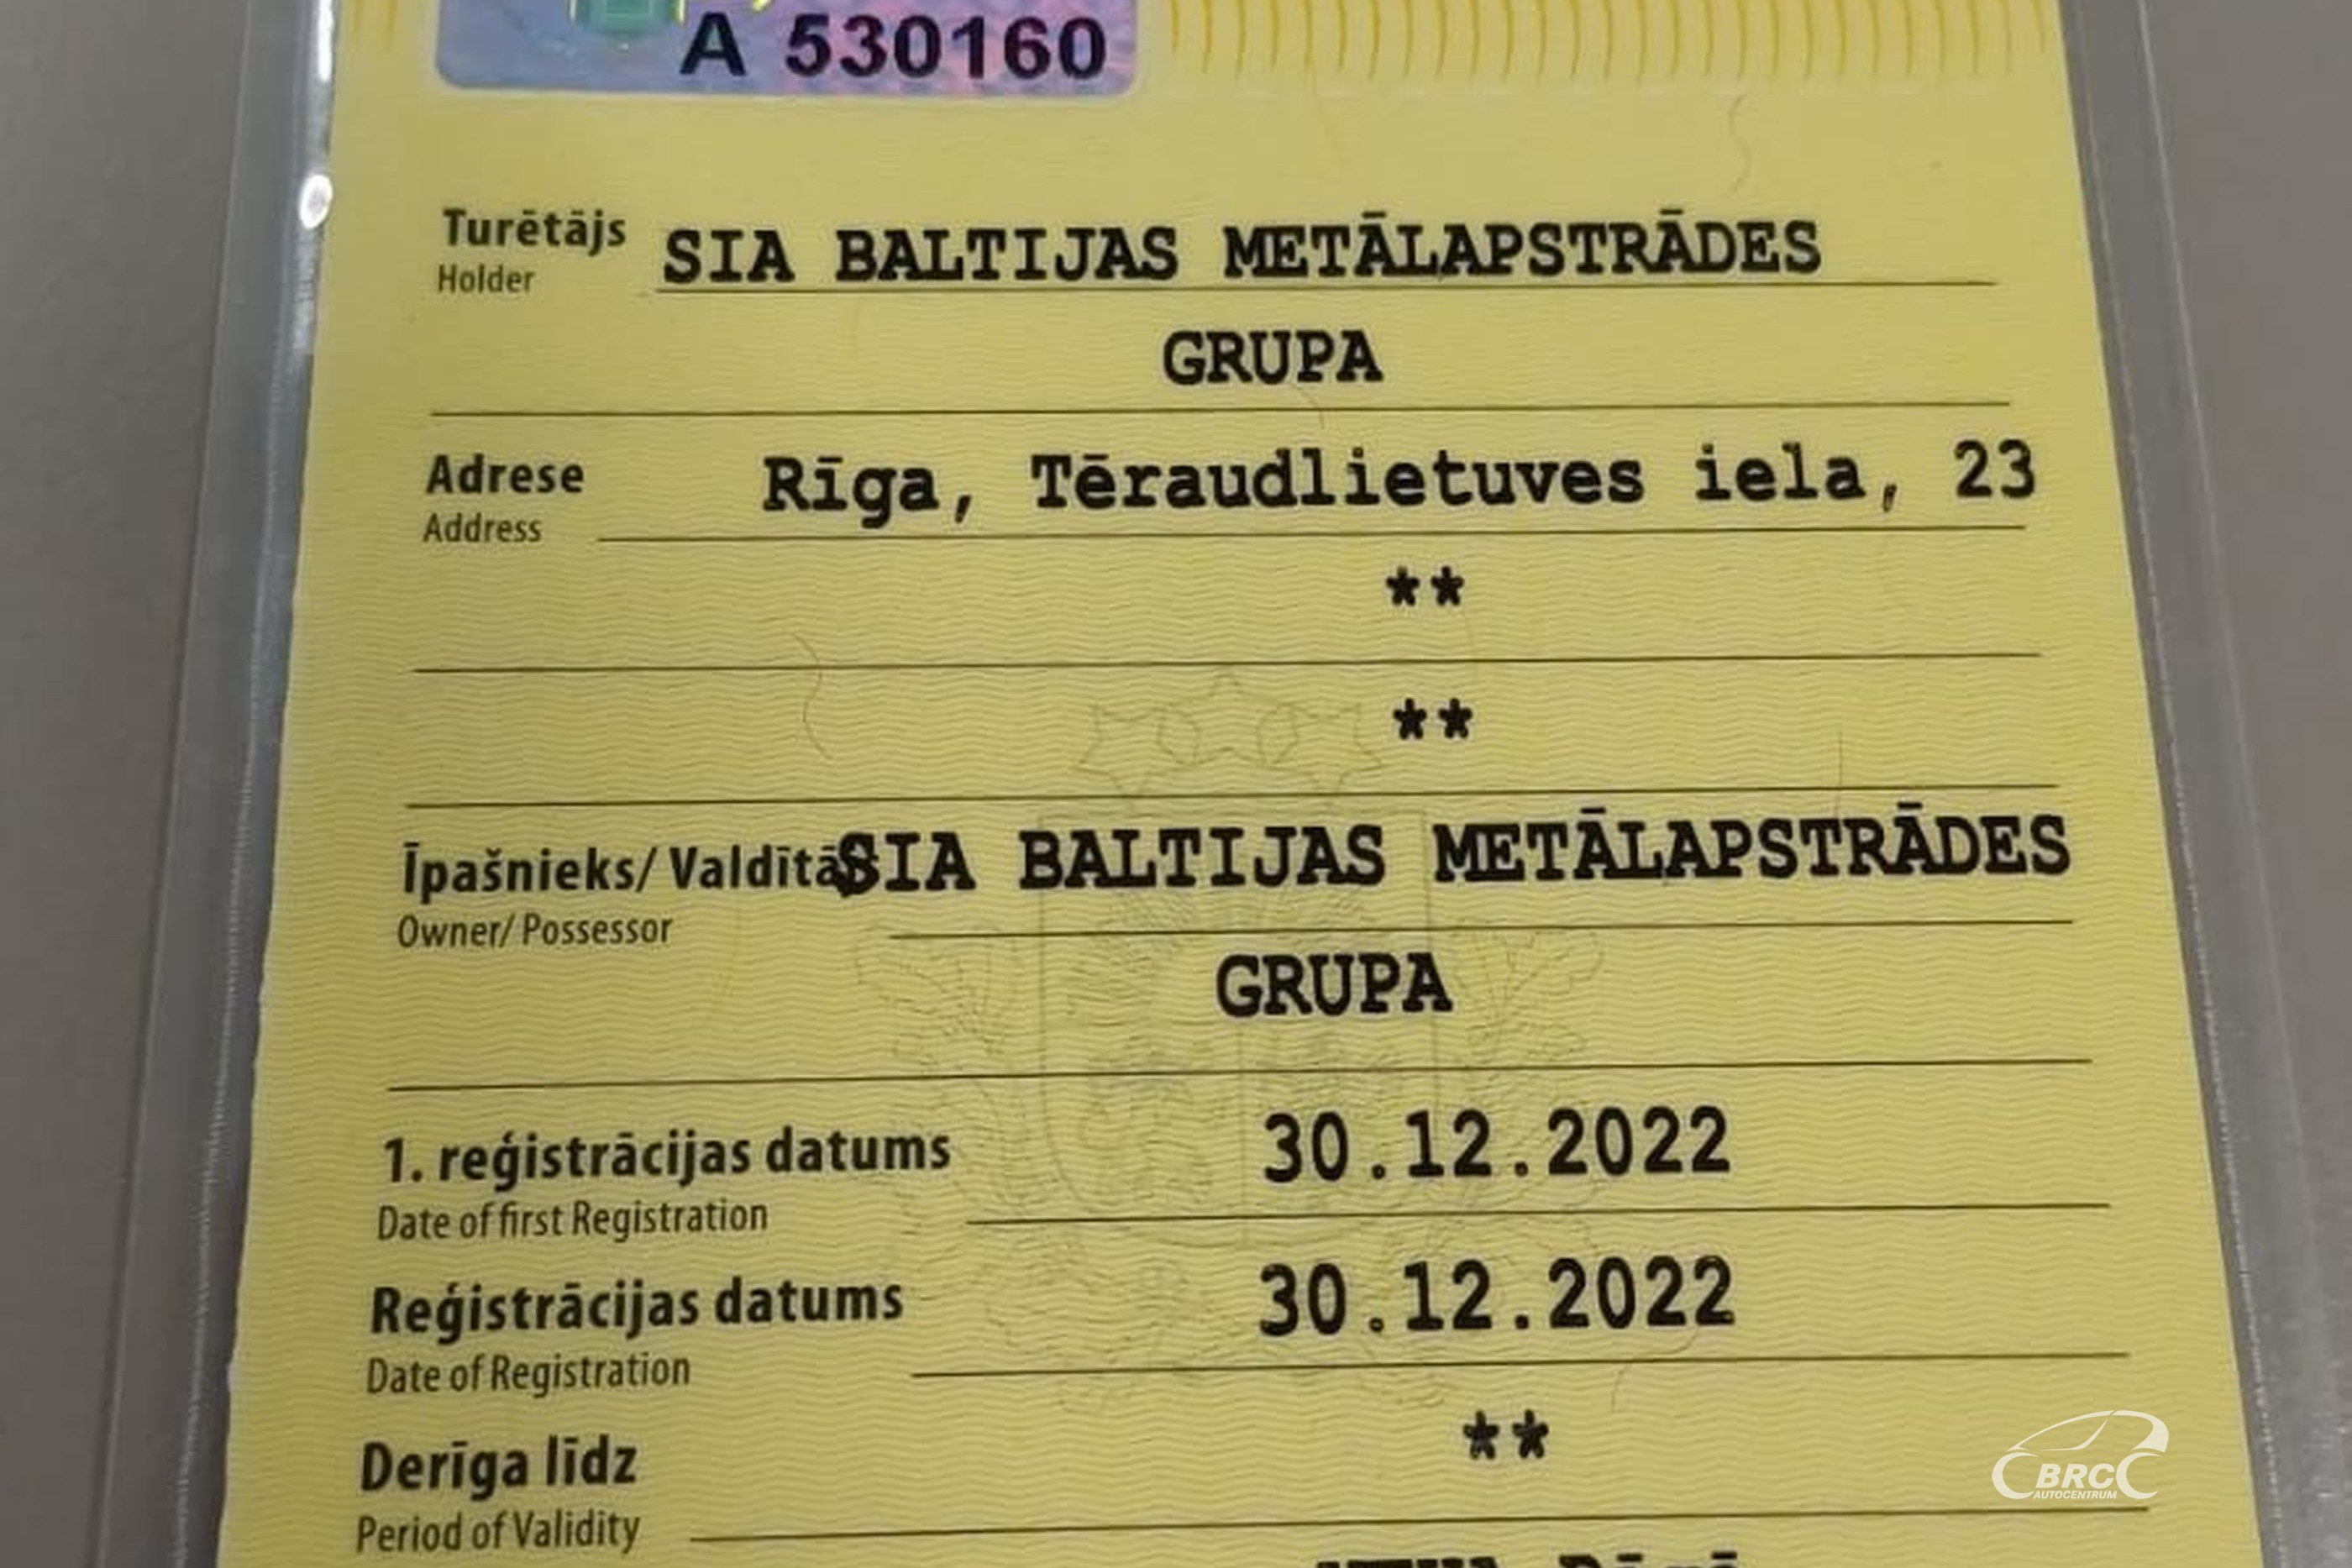 A 530160
Turētājs SIA BALTIJAS METĀLAPSTRĀDES
Holder
GRUPA
Adrese Rīga, Tēraudlietuves iela, 23
Address
**
**
Īpašnieks/ Valdītājs SIA BALTIJAS METĀLAPSTRĀDES
Owner/ Possessor
GRUPA
1. reģistrācijas datums 30.12.2022
Date of first Registration
Reģistrācijas datums 30.12.2022
Date of Registration
Derīga līdz **
Period of Validity
BRC
AUTOCENTRUM